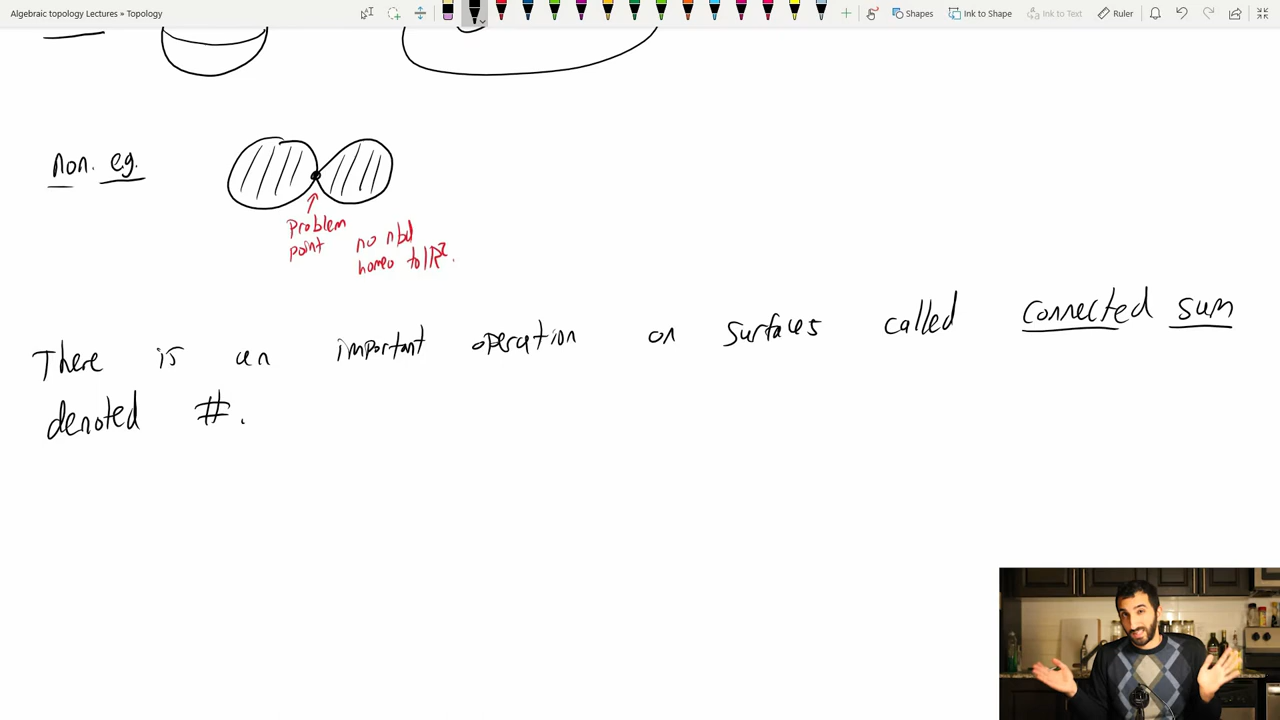 Algebraic topology Lectures » Topology
Shapes
Ink to Shape
Ink to Text
Ruler
non. e.g.
Problem
point
no nbd
homeo to ℝ².
There is an important operation on surfaces called connected sum
denoted #.